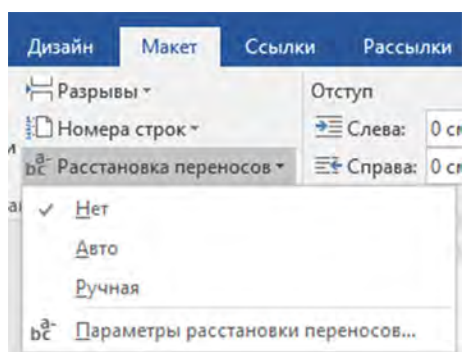 Дизайн Макет Ссылки Рассылки
Разрывы Отступ
Номера строк Слева: 0 см
Расстановка переносов Справа: 0 см
Нет
Авто
Ручная
Параметры расстановки переносов...